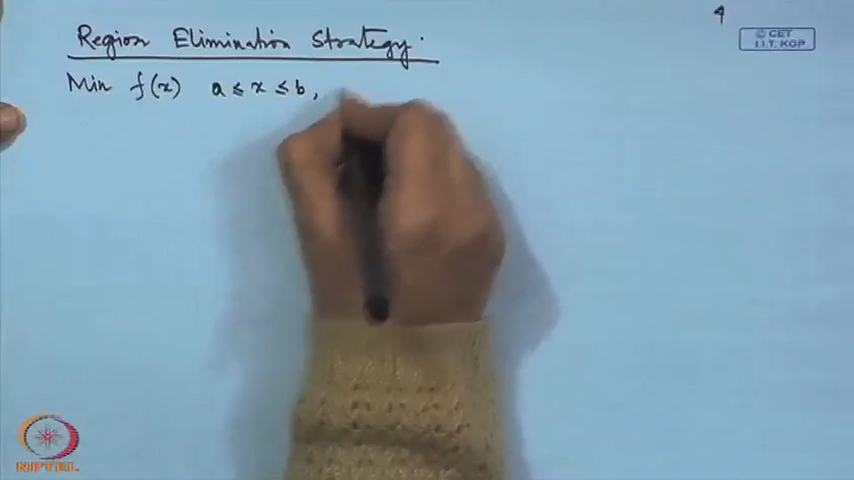 Region Elimination Strategy.
4
© CET
I.I.T. KGP
Min f(x) a ≤ x ≤ b,
NPTEL